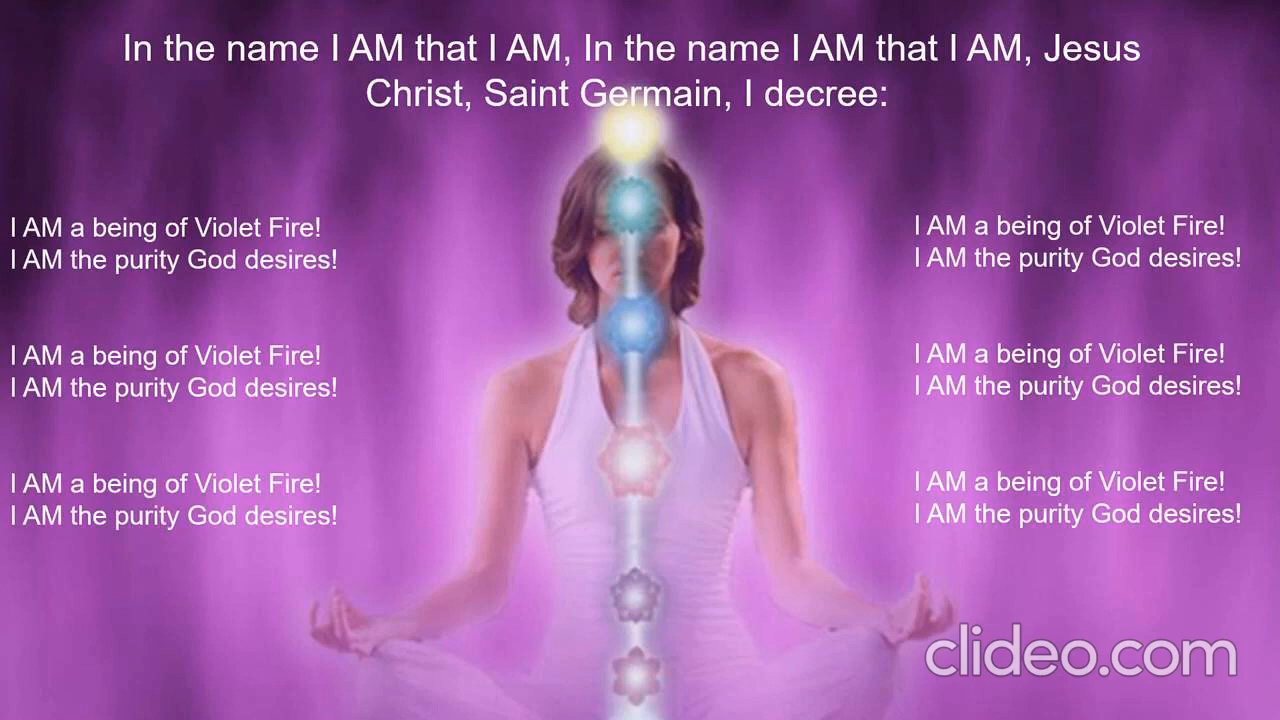 In the name I AM that I AM, In the name I AM that I AM, Jesus
Christ, Saint Germain, I decree:
I AM a being of Violet Fire!
I AM the purity God desires!
I AM a being of Violet Fire!
I AM the purity God desires!
I AM a being of Violet Fire!
I AM the purity God desires!
I AM a being of Violet Fire!
I AM the purity God desires!
I AM a being of Violet Fire!
I AM the purity God desires!
I AM a being of Violet Fire!
I AM the purity God desires!
clideo.com